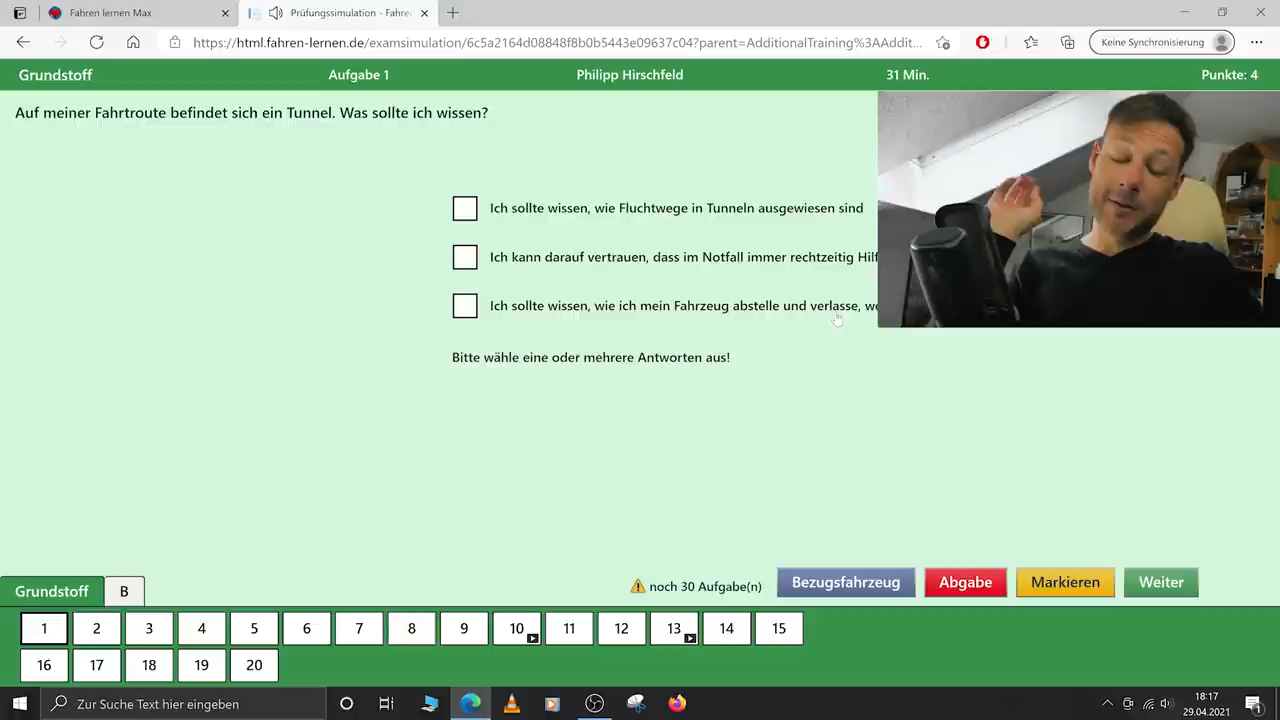 Fahren lernen Max
Prüfungssimulation - Fahre
https://html.fahren-lernen.de/examsimulation/6c5a2164d08848f8b0b5443e09637c04?parent=AdditionalTraining%3AAddit...
Keine Synchronisierung
Grundstoff
Aufgabe 1
Philipp Hirschfeld
31 Min.
Punkte: 4
Auf meiner Fahrtroute befindet sich ein Tunnel. Was sollte ich wissen?
Ich sollte wissen, wie Fluchtwege in Tunneln ausgewiesen sind
Ich kann darauf vertrauen, dass im Notfall immer rechtzeitig Hilf
Ich sollte wissen, wie ich mein Fahrzeug abstelle und verlasse, we
Bitte wähle eine oder mehrere Antworten aus!
Grundstoff
B
noch 30 Aufgabe(n)
Bezugsfahrzeug
Abgabe
Markieren
Weiter
1 2 3 4 5 6 7 8 9 10 11 12 13 14 15
16 17 18 19 20
Zur Suche Text hier eingeben
18:17
29.04.2021
1